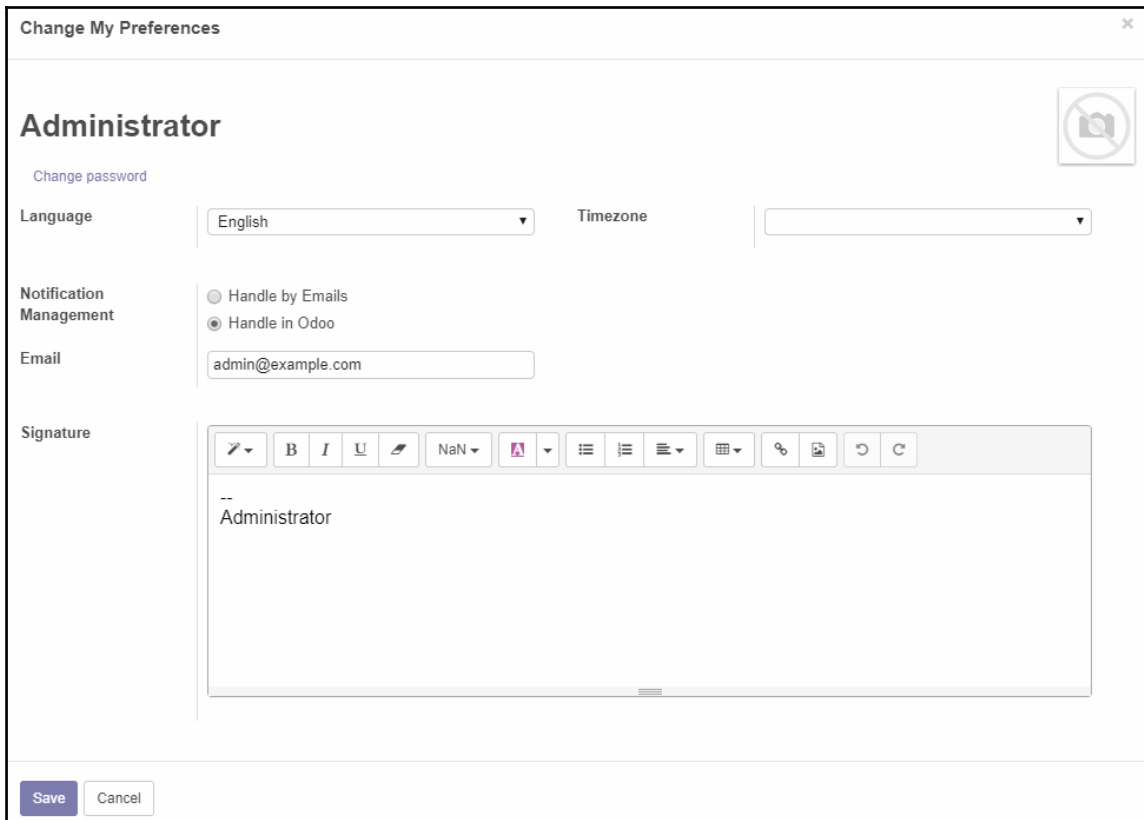 Change My Preferences ×
Administrator
Change password
Language English Timezone
Notification
Management
Handle by Emails
Handle in Odoo
Email admin@example.com
Signature
B I U NaN A
--
Administrator
Save Cancel